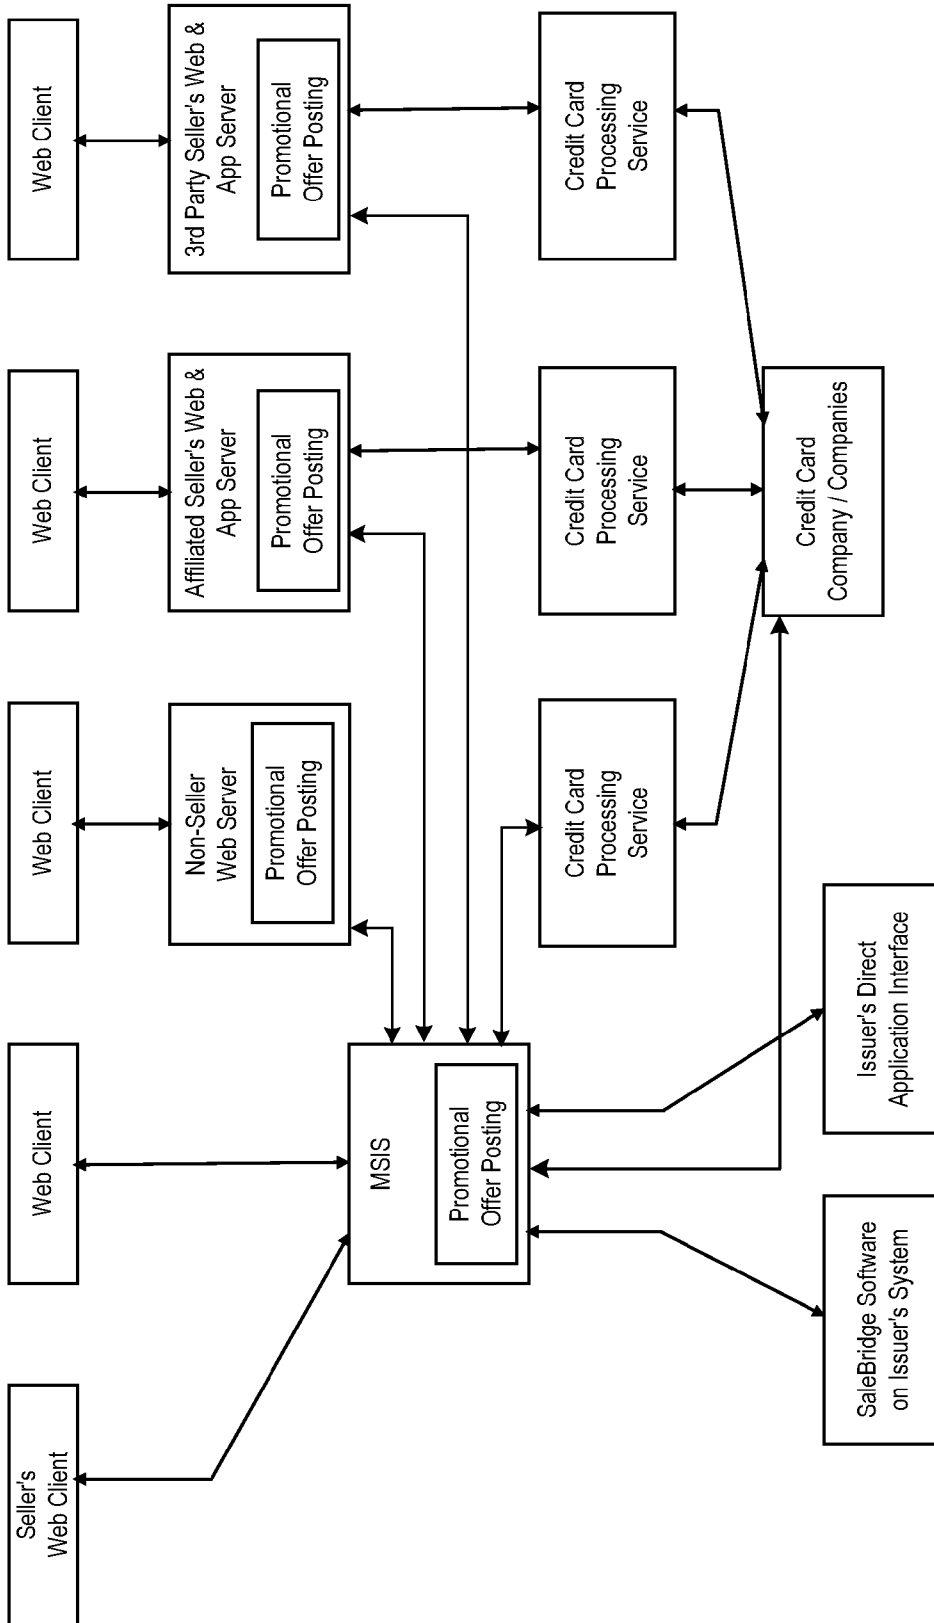 Seller's
Web Client
Web Client
Web Client
Web Client
Web Client
Non-Seller
Web Server
Promotional
Offer Posting
Affiliated Seller's Web &
App Server
Promotional
Offer Posting
3rd Party Seller's Web &
App Server
Promotional
Offer Posting
MSIS
Promotional
Offer Posting
Credit Card
Processing
Service
Credit Card
Processing
Service
Credit Card
Processing
Service
SaleBridge Software
on Issuer's System
Issuer's Direct
Application Interface
Credit Card
Company / Companies